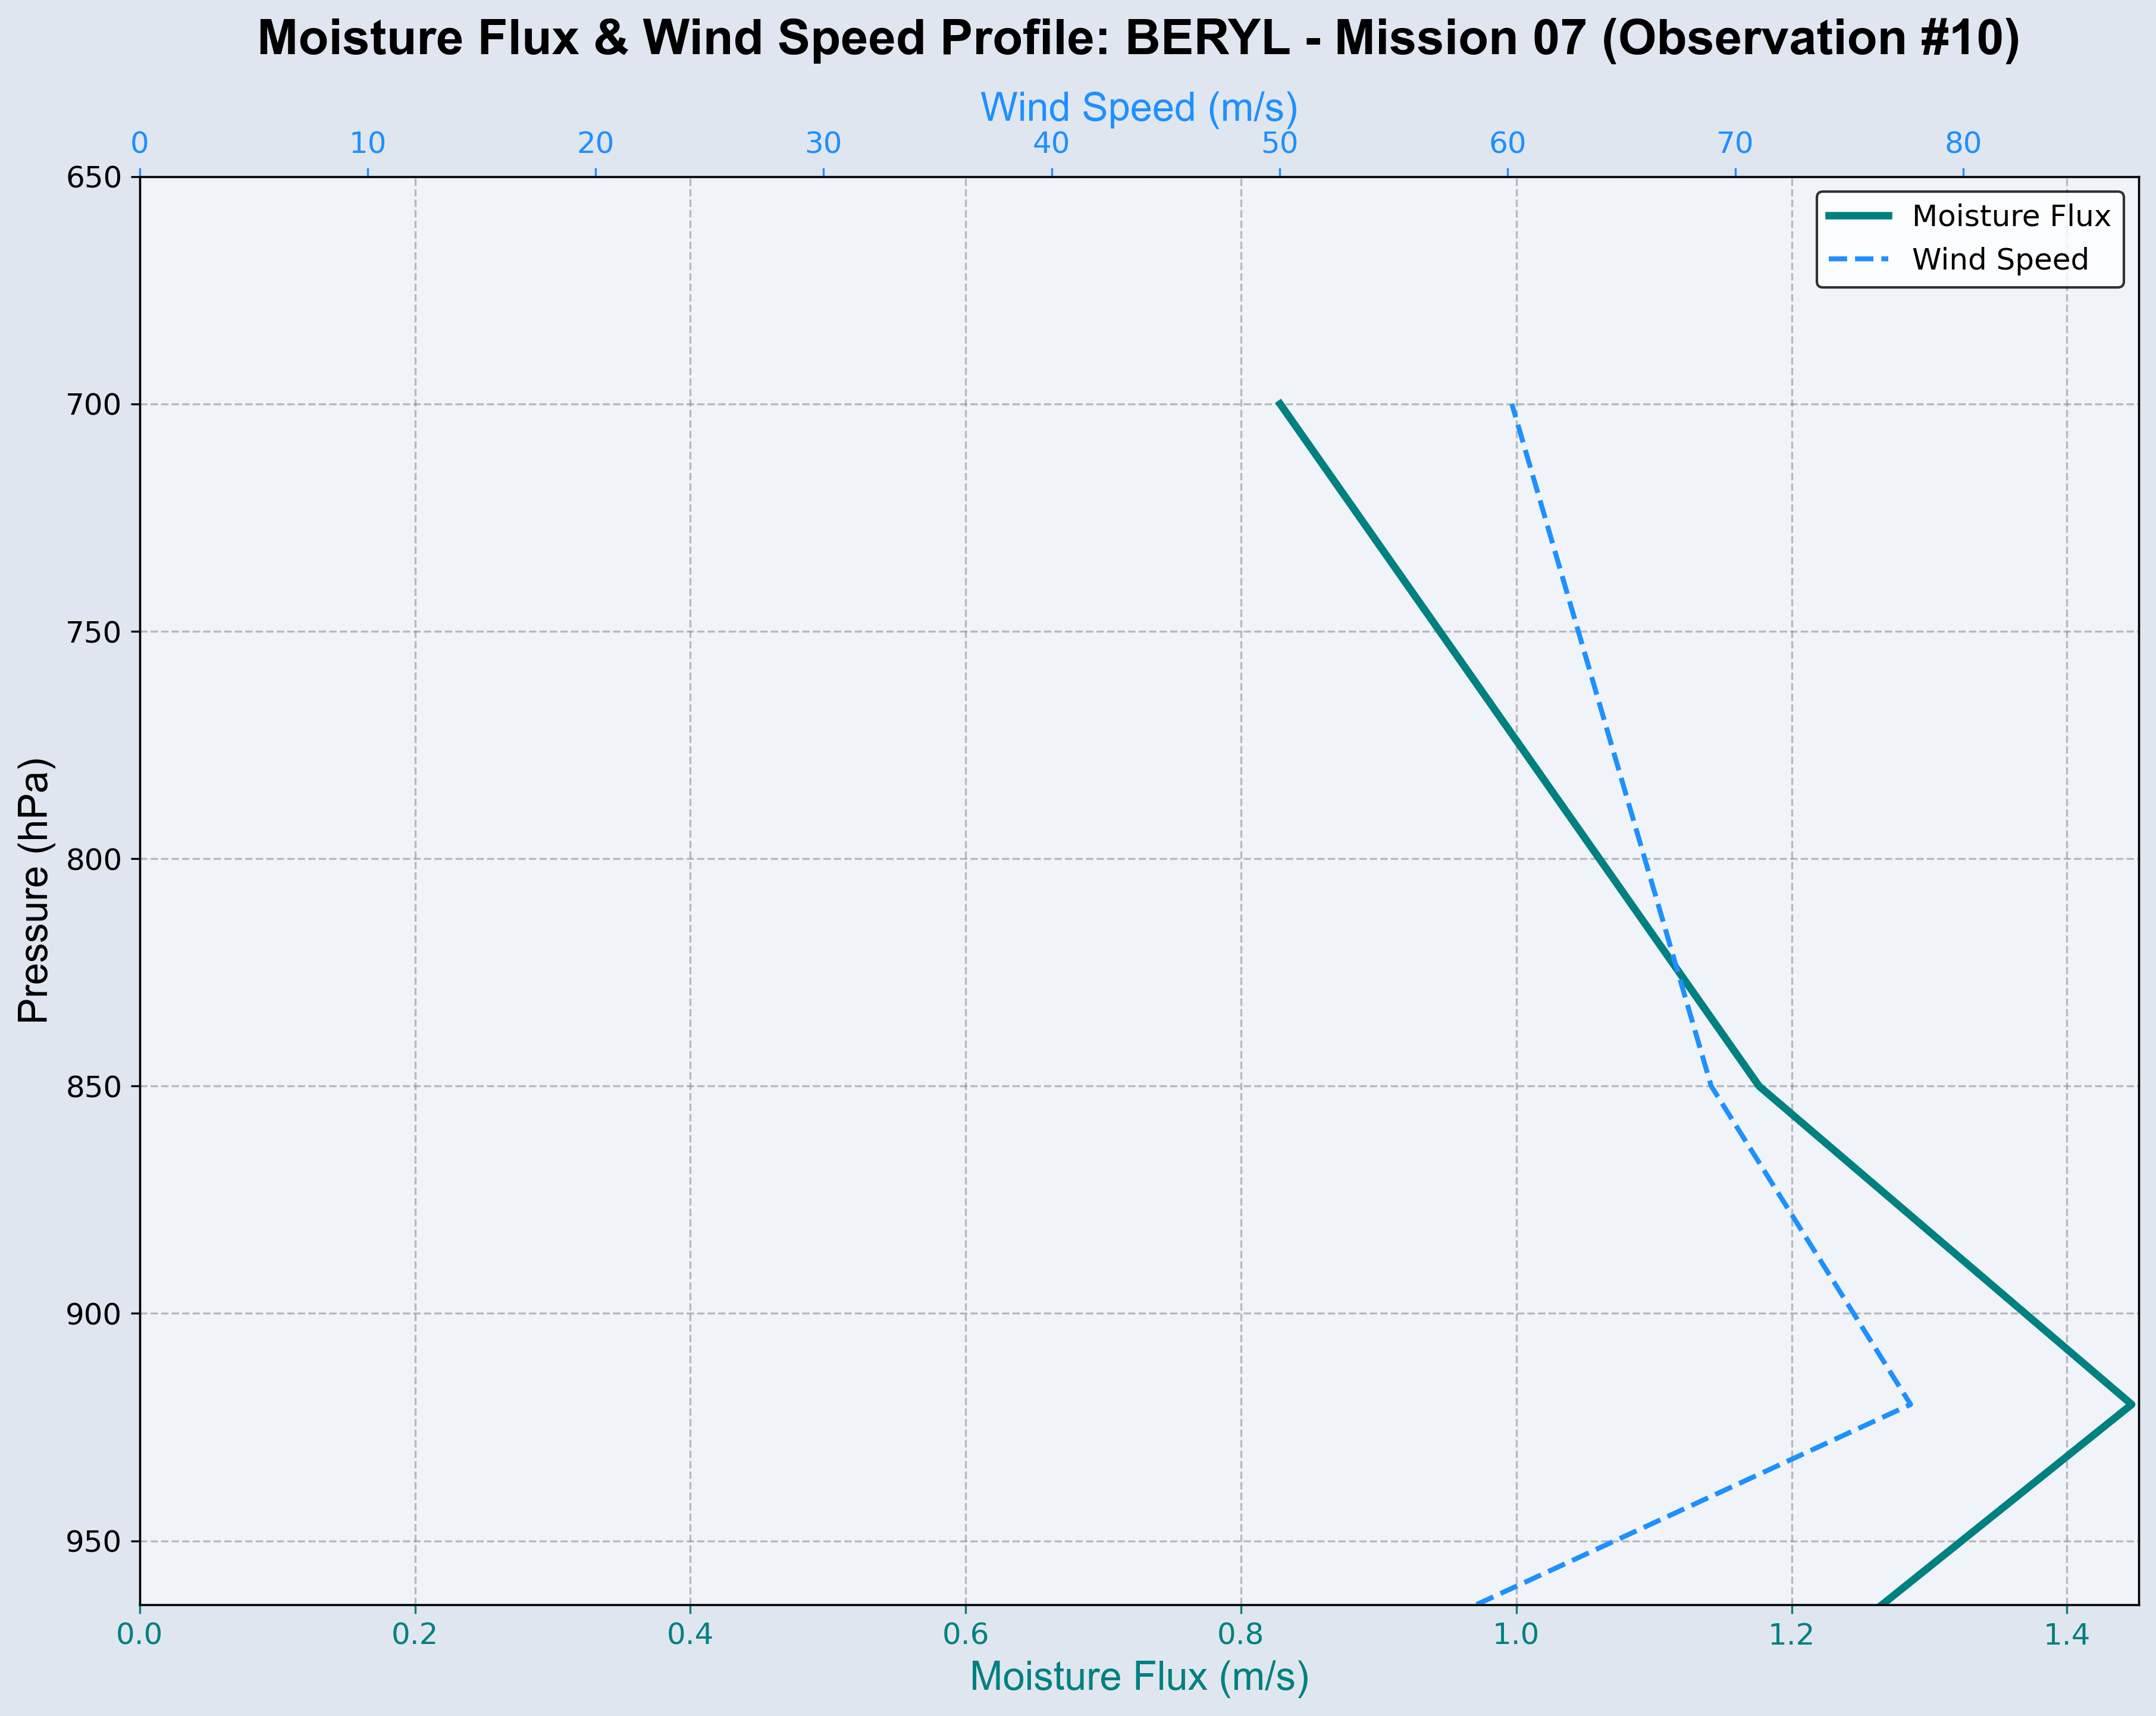 Moisture Flux & Wind Speed Profile: BERYL - Mission 07 (Observation #10)
Wind Speed (m/s)
0 10 20 30 40 50 60 70 80
Moisture Flux
Wind Speed
Pressure (hPa)
650
700
750
800
850
900
950
0.0 0.2 0.4 0.6 0.8 1.0 1.2 1.4
Moisture Flux (m/s)